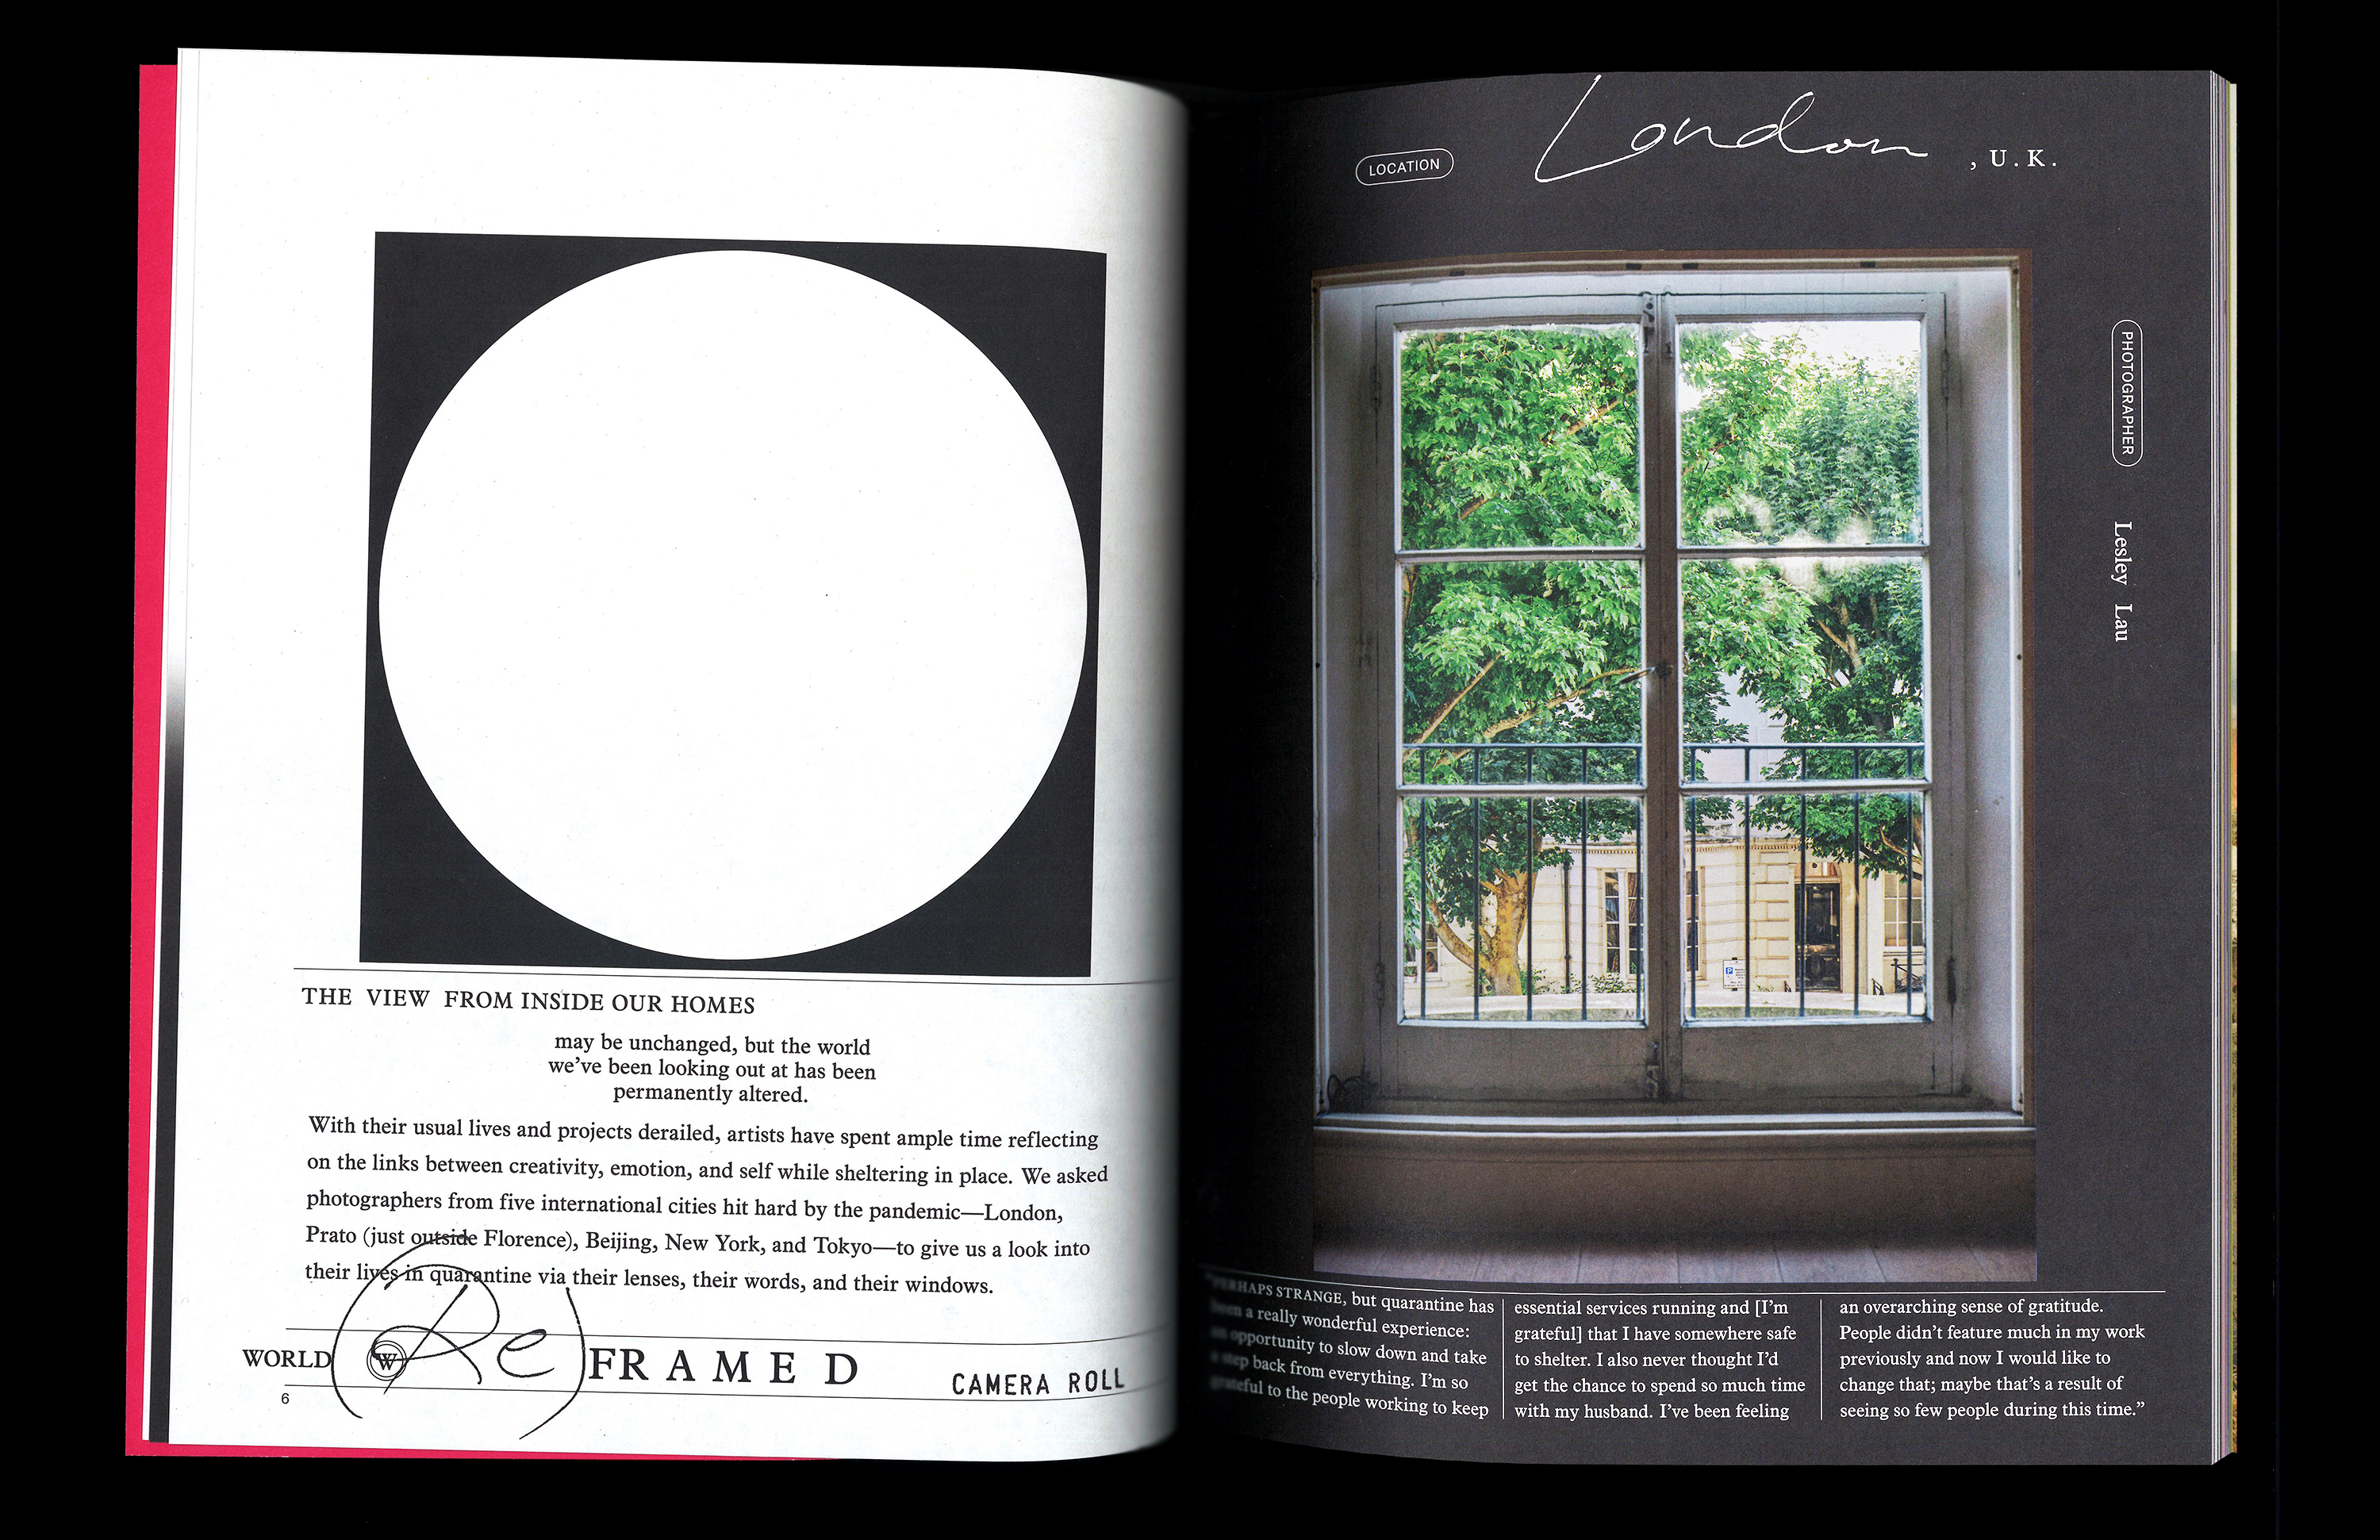 THE VIEW FROM INSIDE OUR HOMES
may be unchanged, but the world
we’ve been looking out at has been
permanently altered.
With their usual lives and projects derailed, artists have spent ample time reflecting
on the links between creativity, emotion, and self while sheltering in place. We asked
photographers from five international cities hit hard by the pandemic—London,
Prato (just outside Florence), Beijing, New York, and Tokyo—to give us a look into
their lives in quarantine via their lenses, their words, and their windows.
WORLD W (Re) FRAMED
CAMERA ROLL
6
LOCATION
London, U.K.
PHOTOGRAPHER
Lesley Lau
“PERHAPS STRANGE, but quarantine has
been a really wonderful experience:
an opportunity to slow down and take
a step back from everything. I’m so
grateful to the people working to keep
essential services running and [I’m
grateful] that I have somewhere safe
to shelter. I also never thought I’d
get the chance to spend so much time
with my husband. I’ve been feeling
an overarching sense of gratitude.
People didn’t feature much in my work
previously and now I would like to
change that; maybe that’s a result of
seeing so few people during this time.”
P